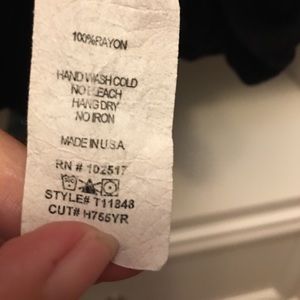 100%RAYON
HAND WASH COLD
NO BLEACH
HANG DRY
NO IRON
MADE IN U.S.A
RN # 102517
STYLE# T11848
CUT# H755YR